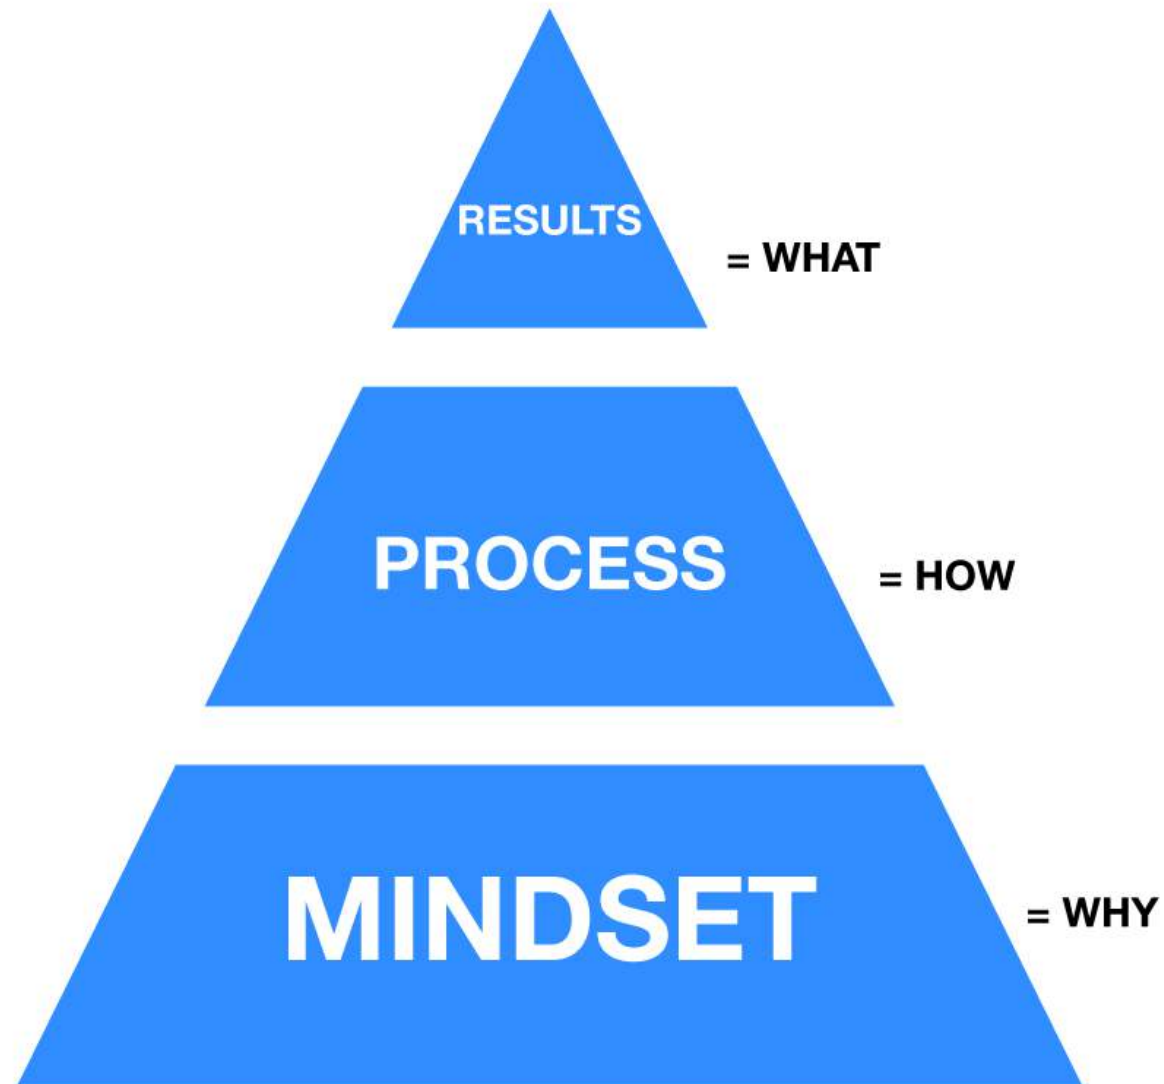 RESULTS
= WHAT
PROCESS
= HOW
MINDSET
= WHY